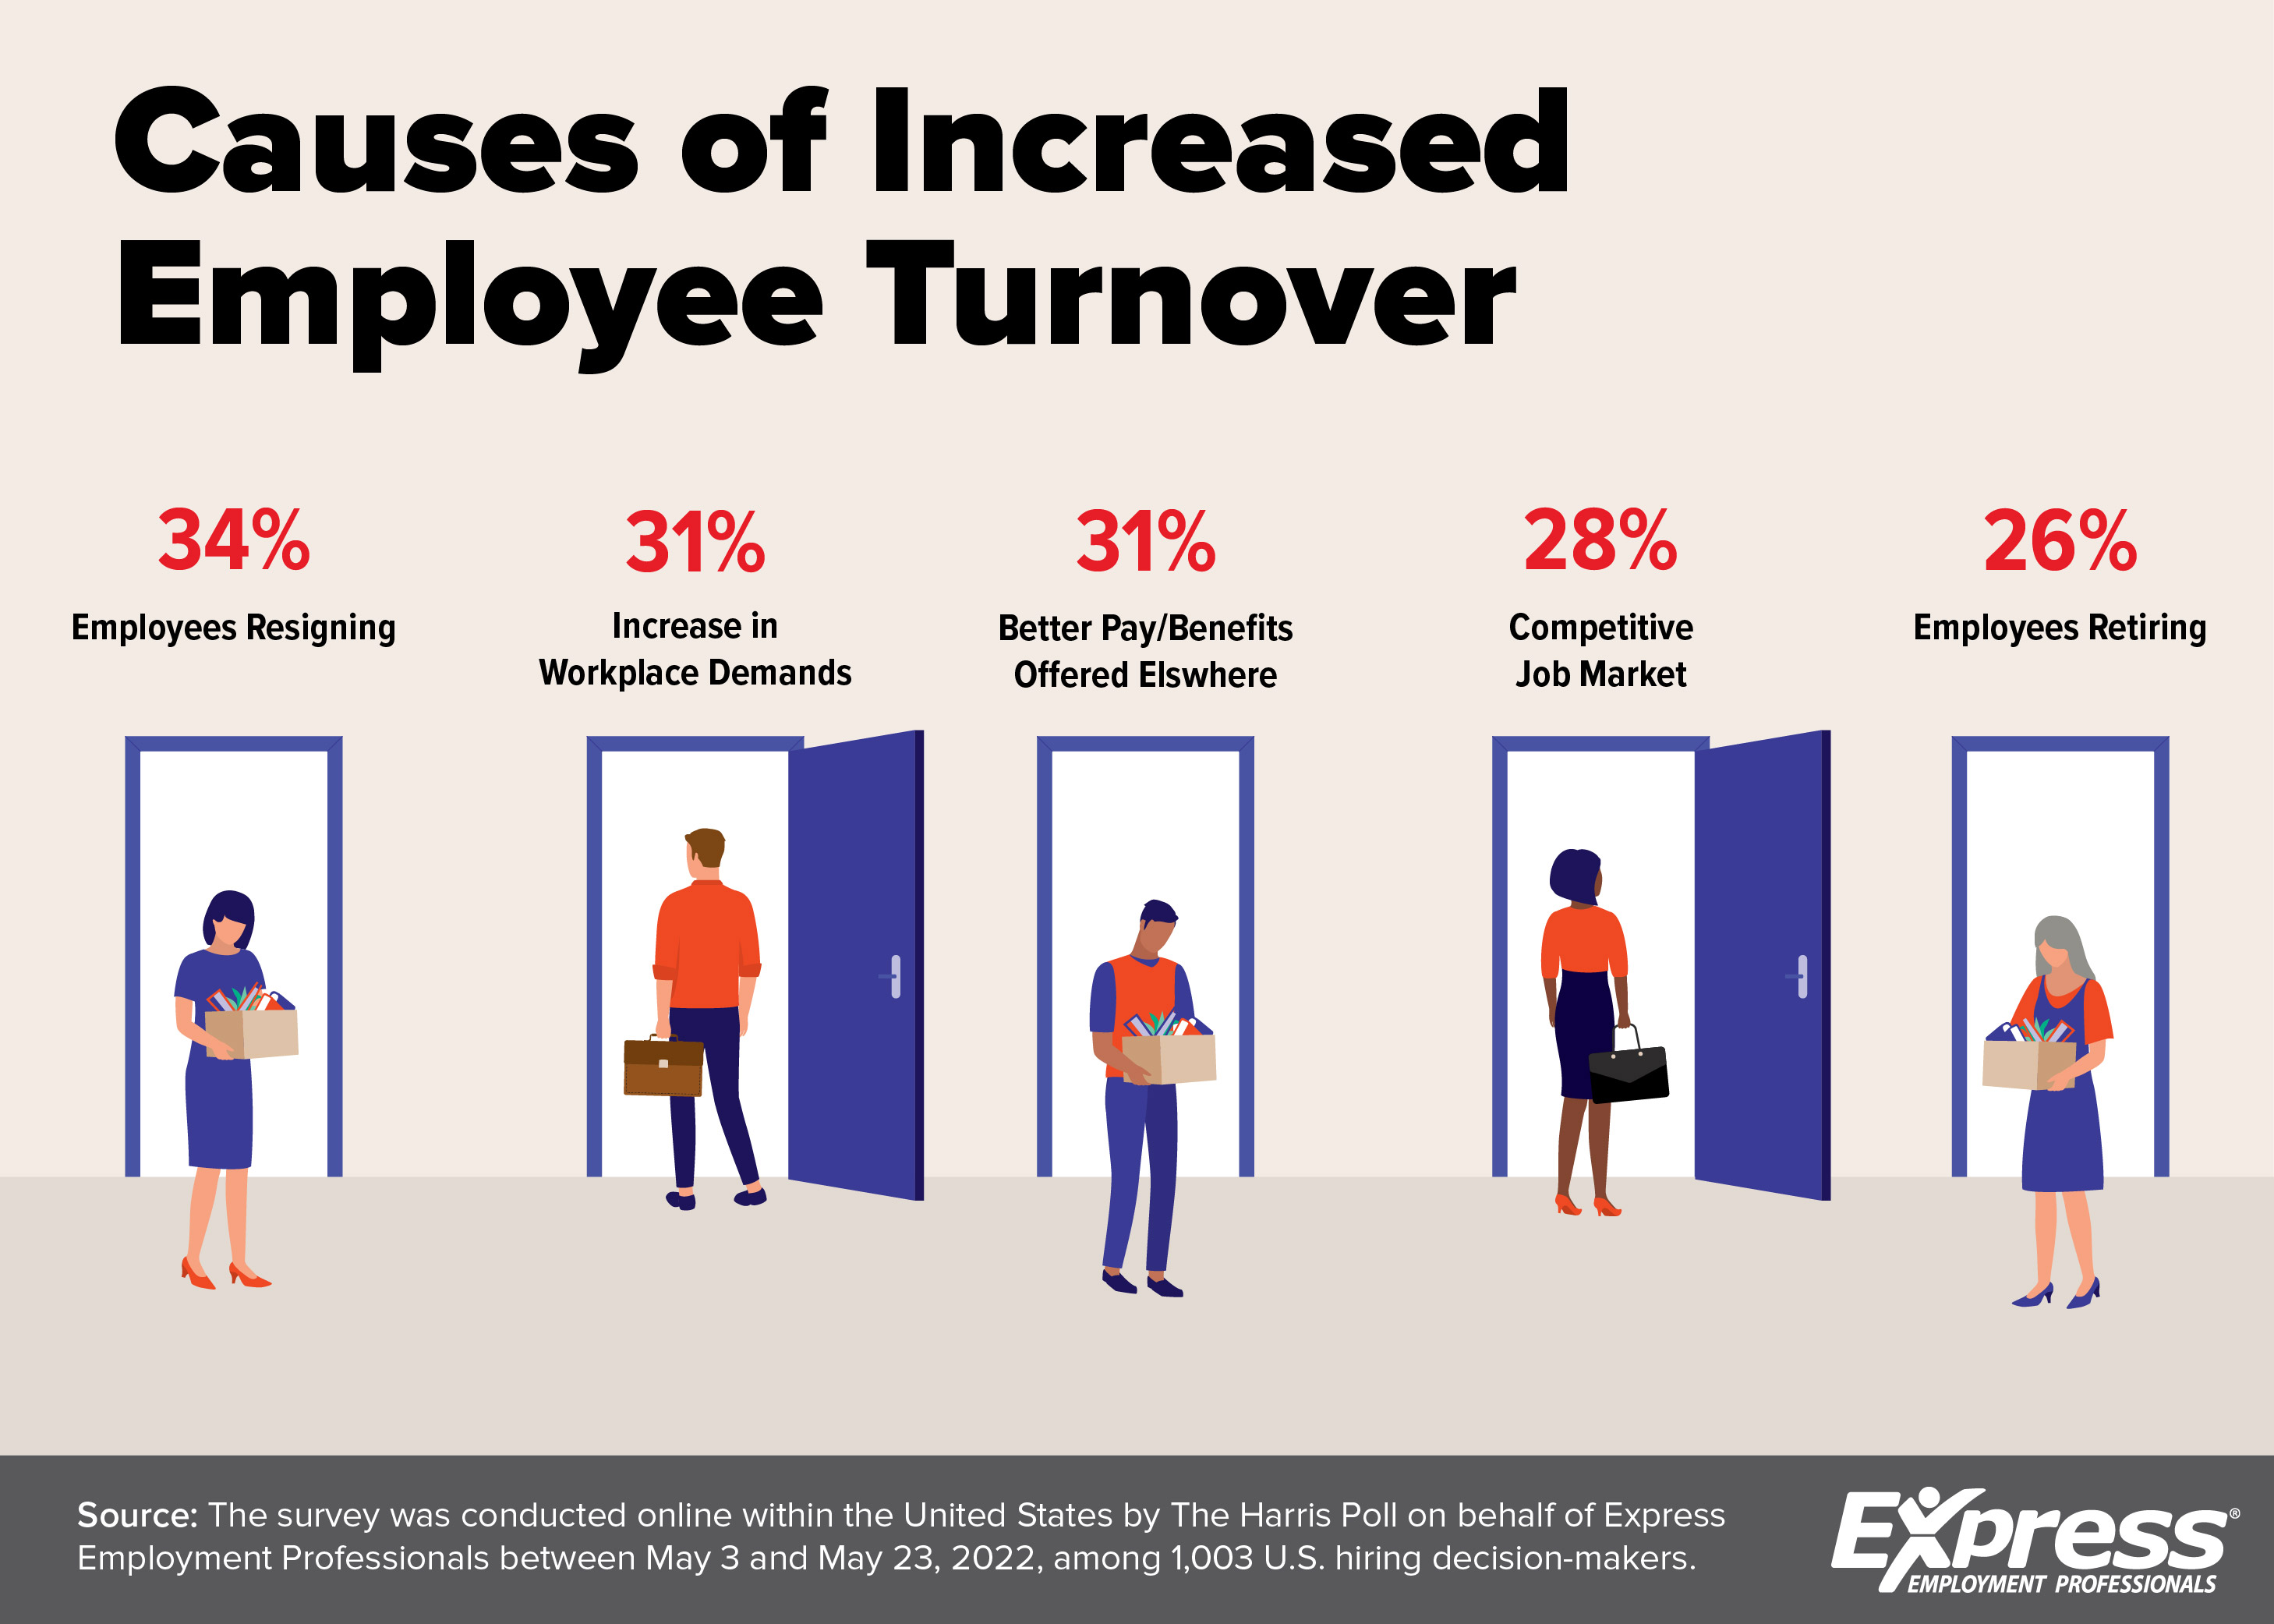 Causes of Increased
Employee Turnover
34%
Employees Resigning
31%
Increase in
Workplace Demands
31%
Better Pay/Benefits
Offered Elswhere
28%
Competitive
Job Market
26%
Employees Retiring
Source: The survey was conducted online within the United States by The Harris Poll on behalf of Express
Employment Professionals between May 3 and May 23, 2022, among 1,003 U.S. hiring decision-makers.
Express®
EMPLOYMENT PROFESSIONALS